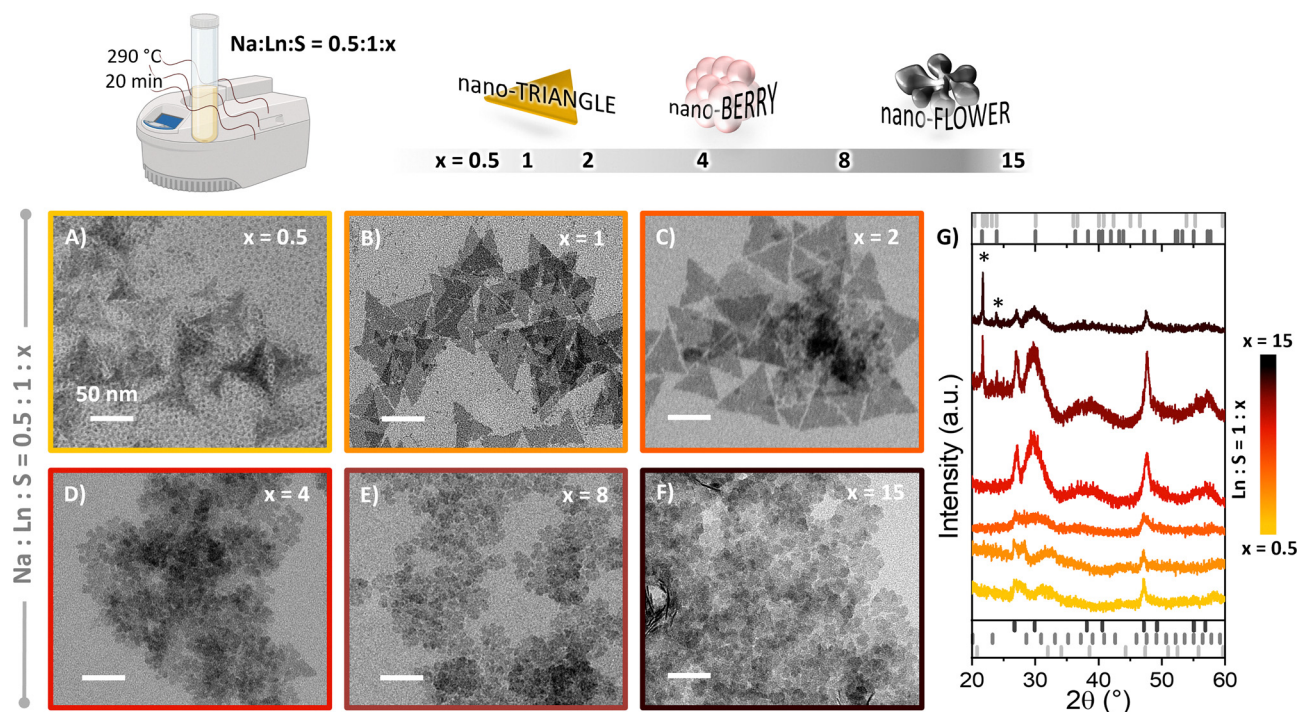 Na:Ln:S = 0.5:1:x
290 °C
20 min
nano-TRIANGLE
nano-BERRY
nano-FLOWER
x = 0.5 1 2 4 8 15
Na : Ln : S = 0.5 : 1 : x
A) x = 0.5
50 nm
B) x = 1
C) x = 2
D) x = 4
E) x = 8
F) x = 15
G)
* *
Intensity (a.u.)
20 30 40 50 60
2θ (°)
x = 15
Ln : S = 1 : x
x = 0.5